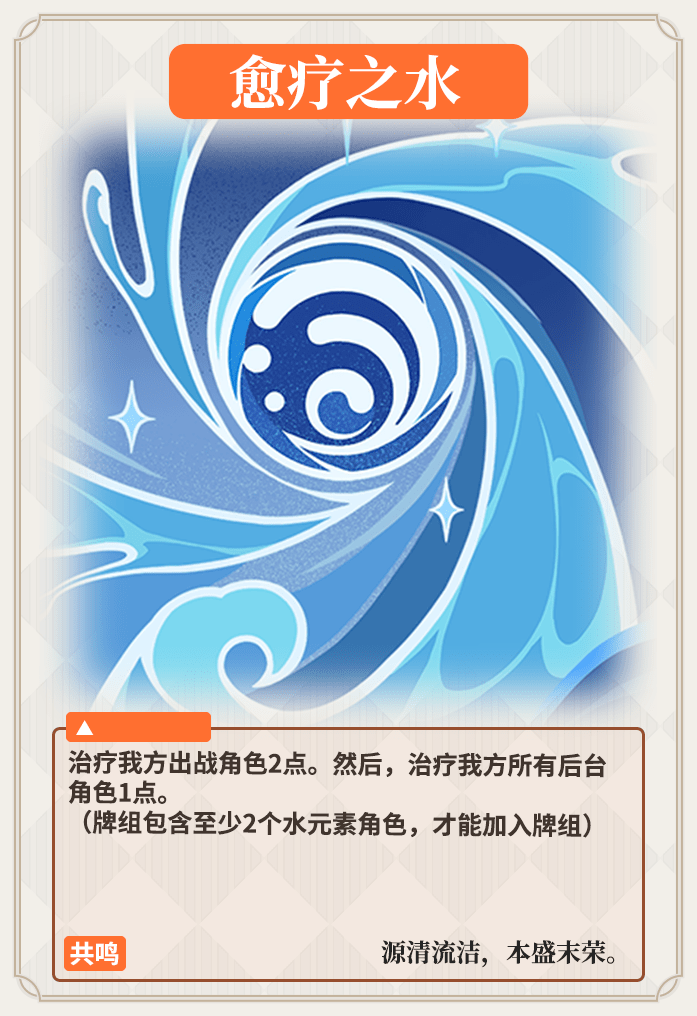 愈疗之水
治疗我方出战角色2点。然后，治疗我方所有后台
角色1点。
（牌组包含至少2个水元素角色，才能加入牌组）
共鸣
源清流洁，本盛末荣。